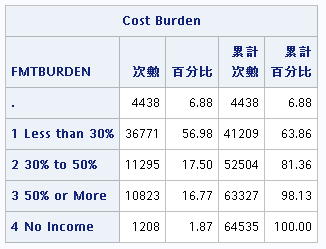 Cost Burden
累計 累計
FMTBURDEN 次數 百分比 次數 百分比
. 4438 6.88 4438 6.88
1 Less than 30% 36771 56.98 41209 63.86
2 30% to 50% 11295 17.50 52504 81.36
3 50% or More 10823 16.77 63327 98.13
4 No Income 1208 1.87 64535 100.00